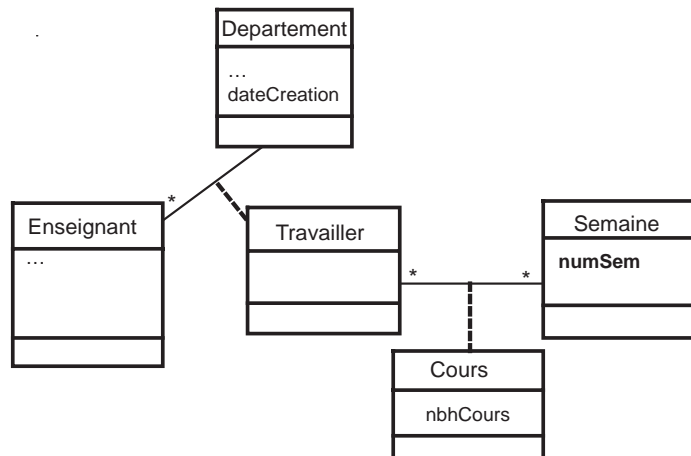 Departement
…
dateCreation
*
Enseignant
…
Travailler
*
*
Semaine
numSem
Cours
nbhCours